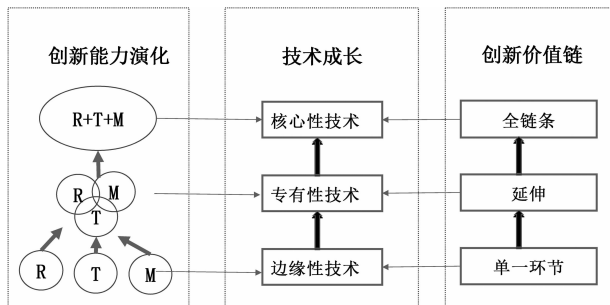 创新能力演化
技术成长
创新价值链
R+T+M
核心性技术
全链条
R
M
T
专有性技术
延伸
R
T
M
边缘性技术
单一环节